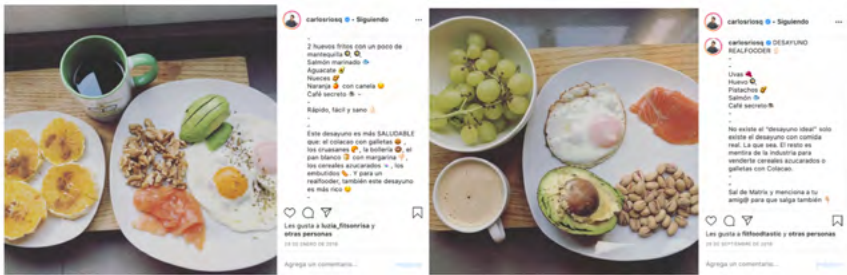 carlosriosq • Siguiendo
-
2 huevos fritos con un poco de
mantequilla
Salmón marinado
Aguacate
Nueces
Naranja con canela
Café secreto
-
Rápido, fácil y sano
-
-
Este desayuno es más SALUDABLE
que: el colacao con galletas,
los cruasanes, la bollería, el
pan blanco con margarina,
los cereales azucarados, los
embutidos. Y para un
realfooder, también este desayuno
es más rico
Les gusta a luzia_fitsonrisa y
otras personas
29 DE ENERO DE 2018
Agrega un comentario...
carlosriosq • Siguiendo
carlosriosq DESAYUNO
REALFOODER
-
-
Uvas
Huevo
Pistachos
Salmón
Café secreto
-
-
No existe el "desayuno ideal" solo
existe el desayuno con comida
real. La que sea. El resto es
mentira de la industria para
venderte cereales azucarados o
galletas con Colacao.
-
-
Sal de Matrix y menciona a tu
amig@ para que salga también
Les gusta a fitfoodtastic y otras
personas
Agrega un comentario...